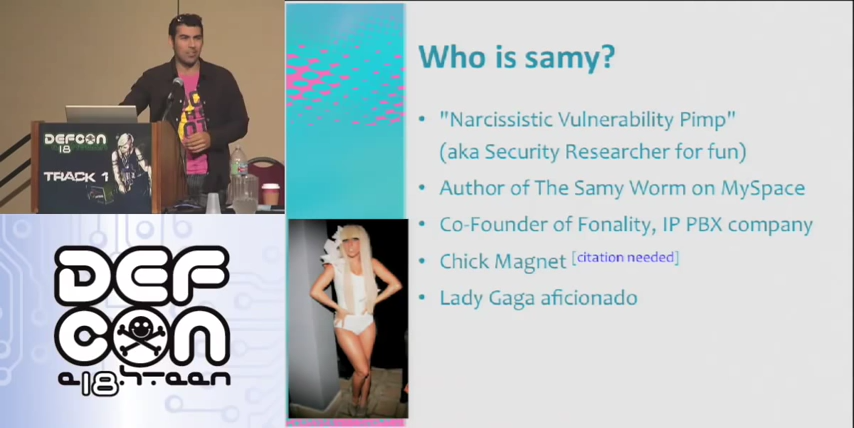 DEFCON
18
TRACK 1
DEF
CON
e18hteen
Who is samy?
• "Narcissistic Vulnerability Pimp"
(aka Security Researcher for fun)
• Author of The Samy Worm on MySpace
• Co-Founder of Fonality, IP PBX company
• Chick Magnet [citation needed]
• Lady Gaga aficionado